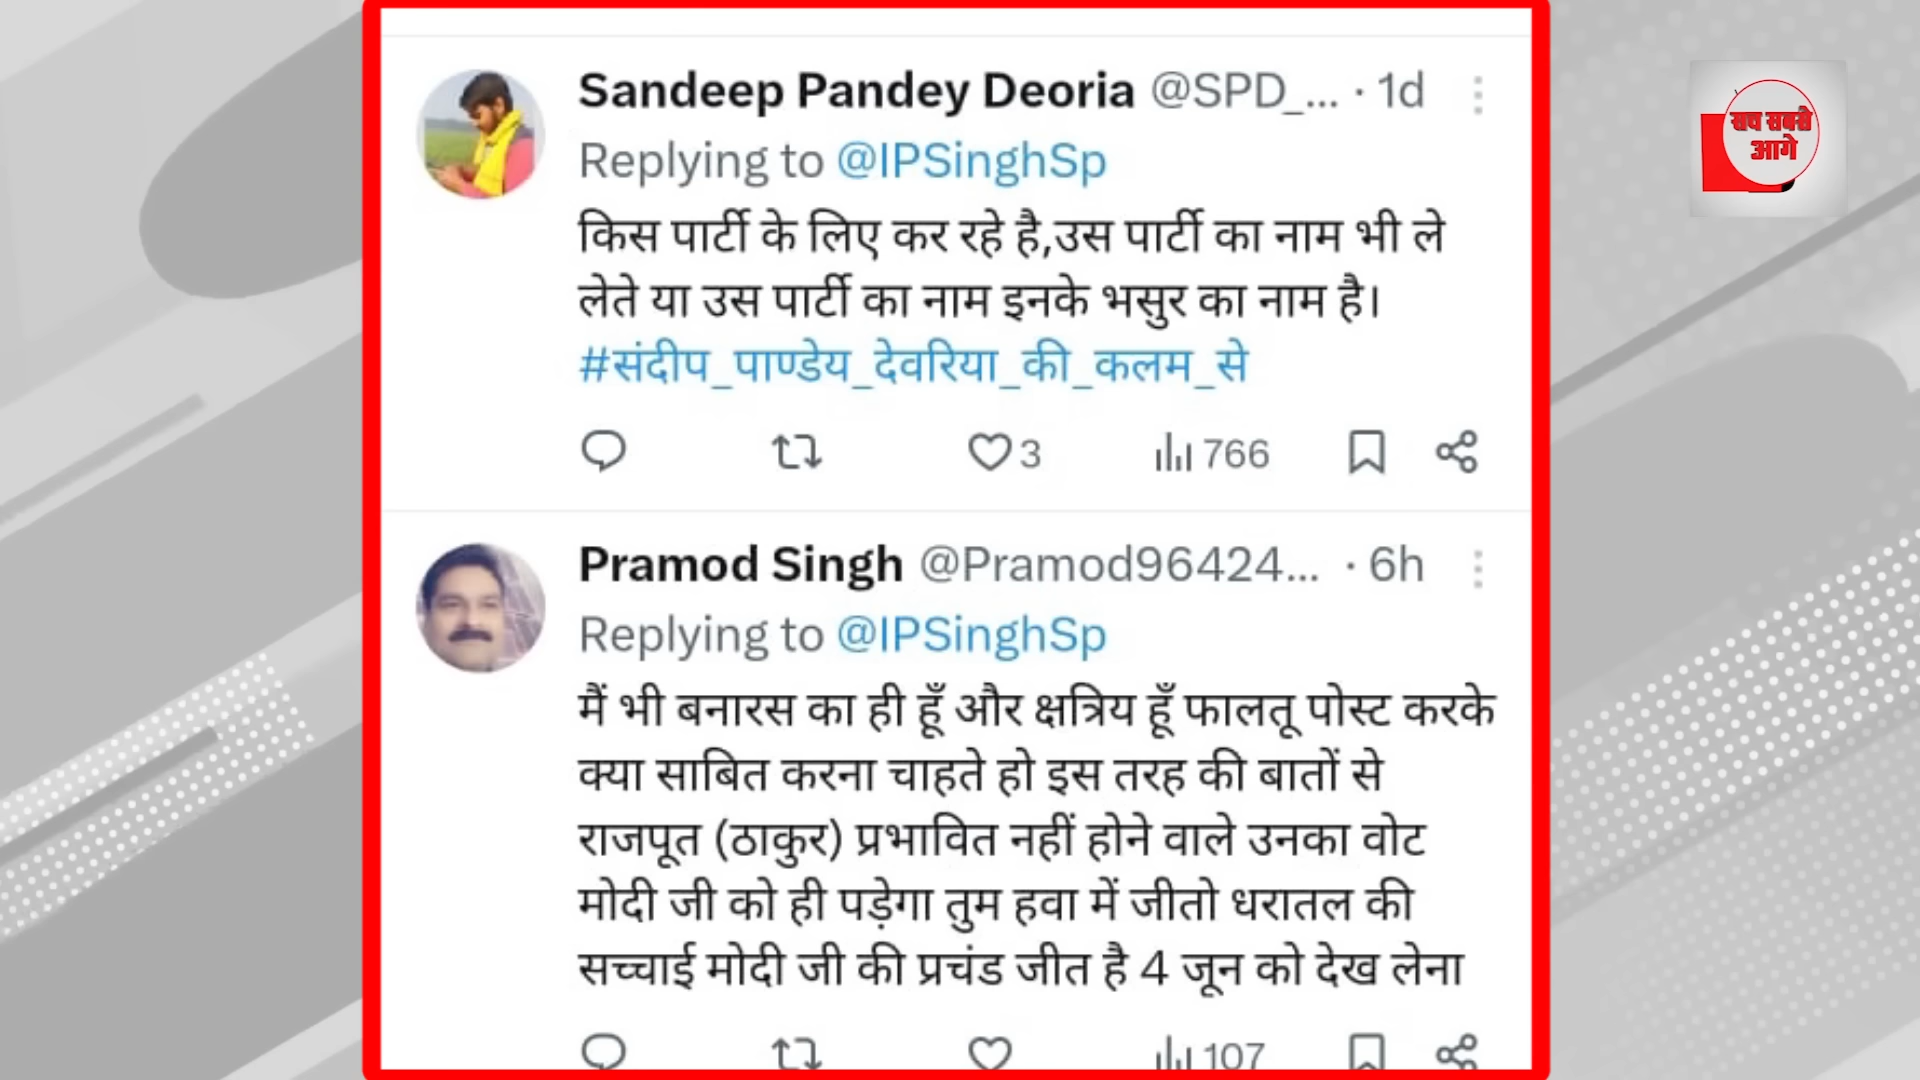 Sandeep Pandey Deoria @SPD_... · 1d
Replying to @IPSinghSp
किस पार्टी के लिए कर रहे है,उस पार्टी का नाम भी ले
लेते या उस पार्टी का नाम इनके भसुर का नाम है।
#संदीप_पाण्डेय_देवरिया_की_कलम_से
3 766
Pramod Singh @Pramod96424... · 6h
Replying to @IPSinghSp
मैं भी बनारस का ही हूँ और क्षत्रिय हूँ फालतू पोस्ट करके
क्या साबित करना चाहते हो इस तरह की बातों से
राजपूत (ठाकुर) प्रभावित नहीं होने वाले उनका वोट
मोदी जी को ही पड़ेगा तुम हवा में जीतो धरातल की
सच्चाई मोदी जी की प्रचंड जीत है 4 जून को देख लेना
107
सच सबसे
आगे